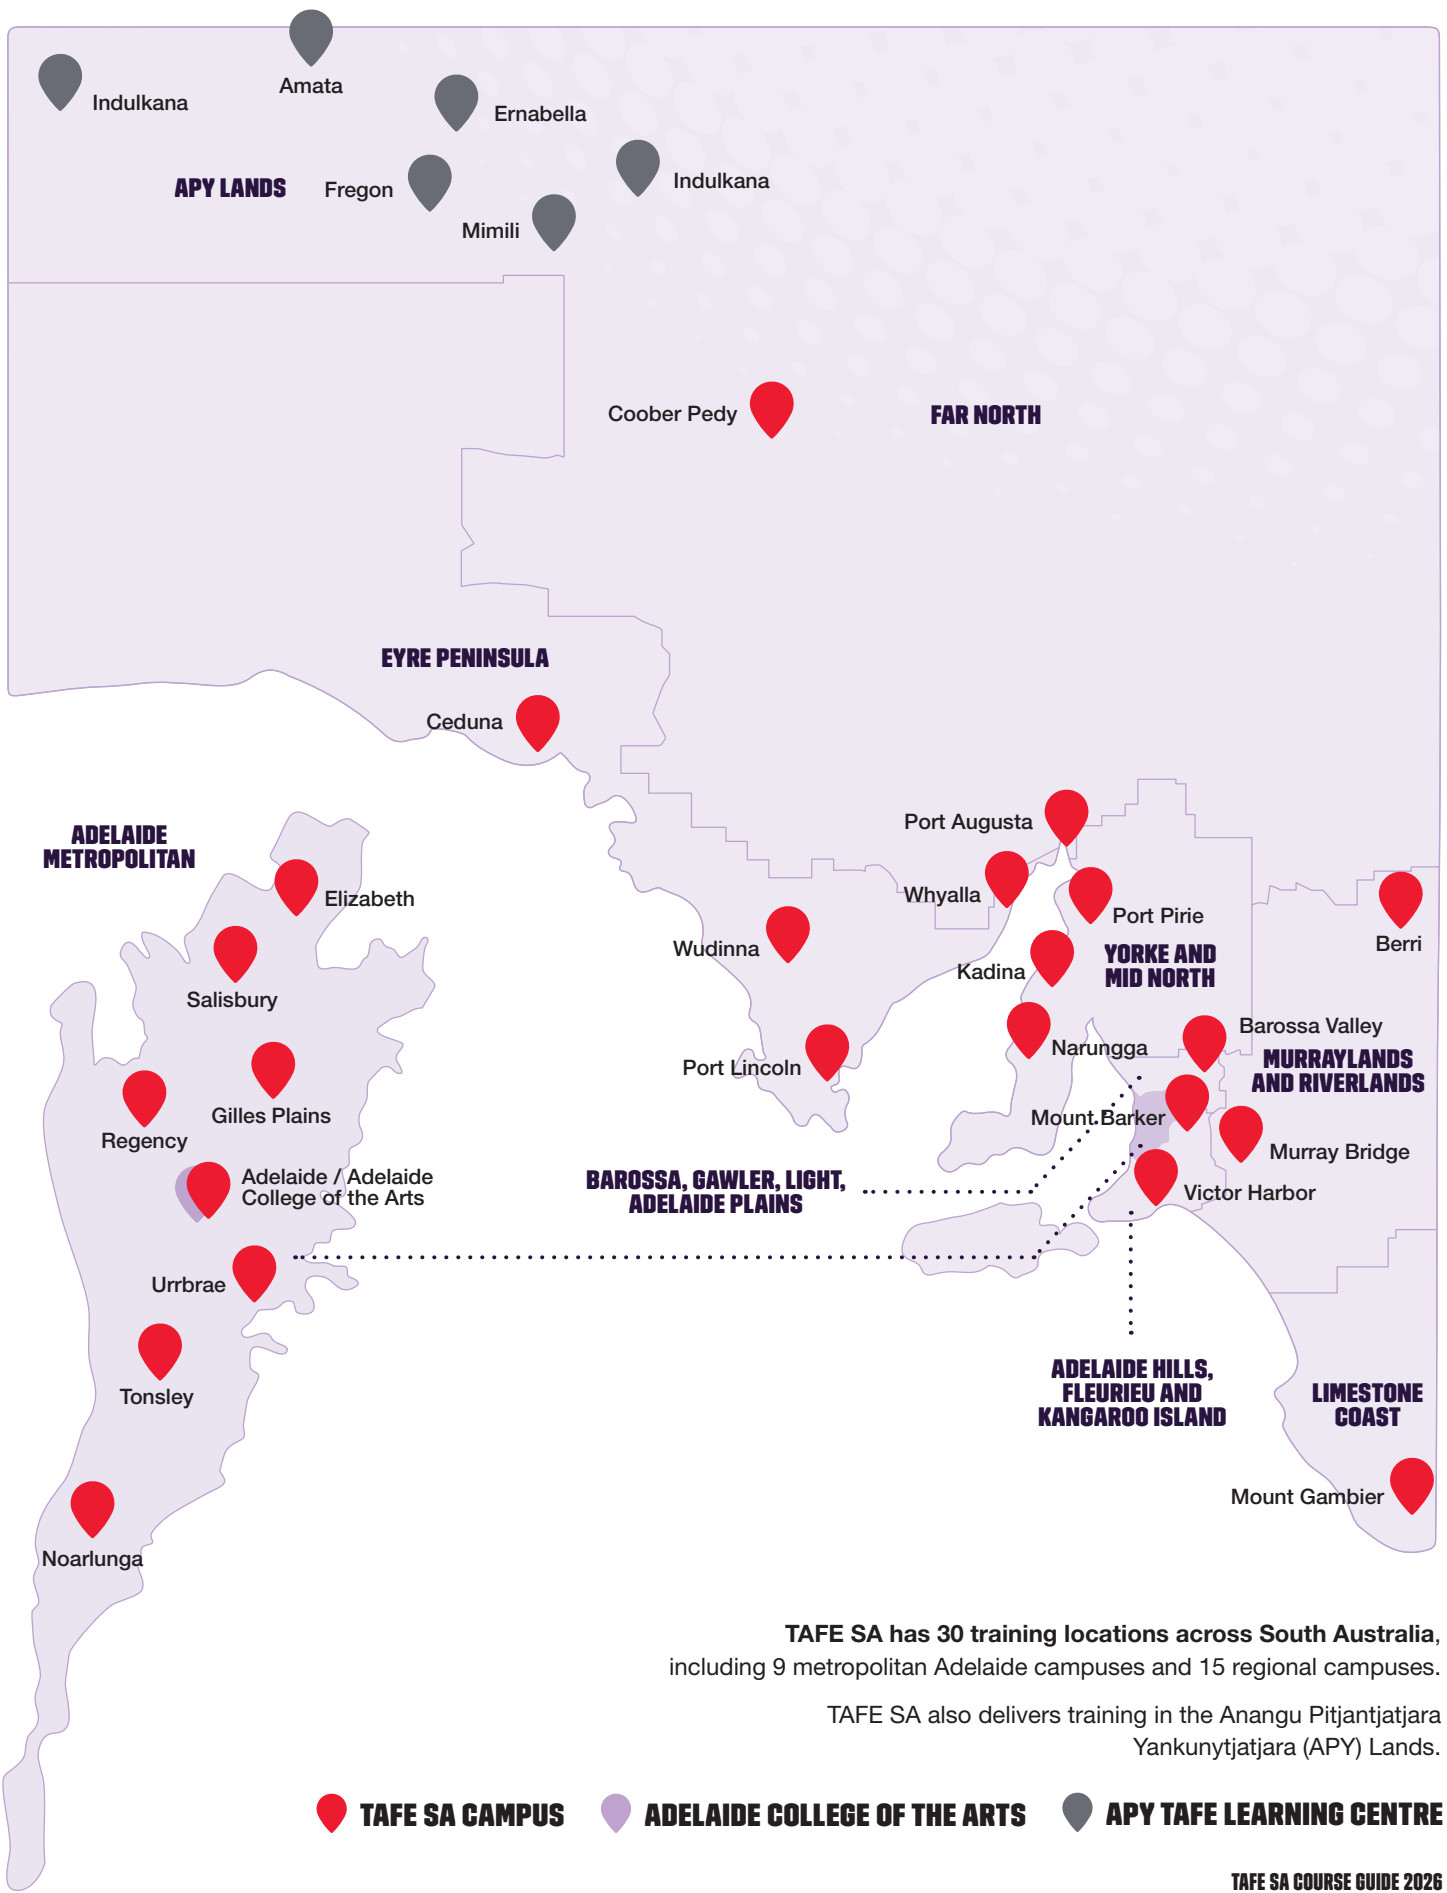 Amata
Indulkana
Ernabella
Indulkana
APY LANDS
Fregon
Mimili
Coober Pedy
FAR NORTH
EYRE PENINSULA
Ceduna
ADELAIDE
METROPOLITAN
Elizabeth
Salisbury
Gilles Plains
Regency
Adelaide / Adelaide
College of the Arts
Urrbrae
Tonsley
Noarlunga
Port Augusta
Whyalla
Port Pirie
Berri
Wudinna
YORKE AND
MID NORTH
Kadina
Barossa Valley
Narungga
MURRAYLANDS
AND RIVERLANDS
Port Lincoln
Mount Barker
Murray Bridge
BAROSSA, GAWLER, LIGHT,
ADELAIDE PLAINS
Victor Harbor
ADELAIDE HILLS,
FLEURIEU AND
KANGAROO ISLAND
LIMESTONE
COAST
Mount Gambier
TAFE SA has 30 training locations across South Australia,
including 9 metropolitan Adelaide campuses and 15 regional campuses.
TAFE SA also delivers training in the Anangu Pitjantjatjara
Yankunytjatjara (APY) Lands.
TAFE SA CAMPUS
ADELAIDE COLLEGE OF THE ARTS
APY TAFE LEARNING CENTRE
TAFE SA COURSE GUIDE 2026